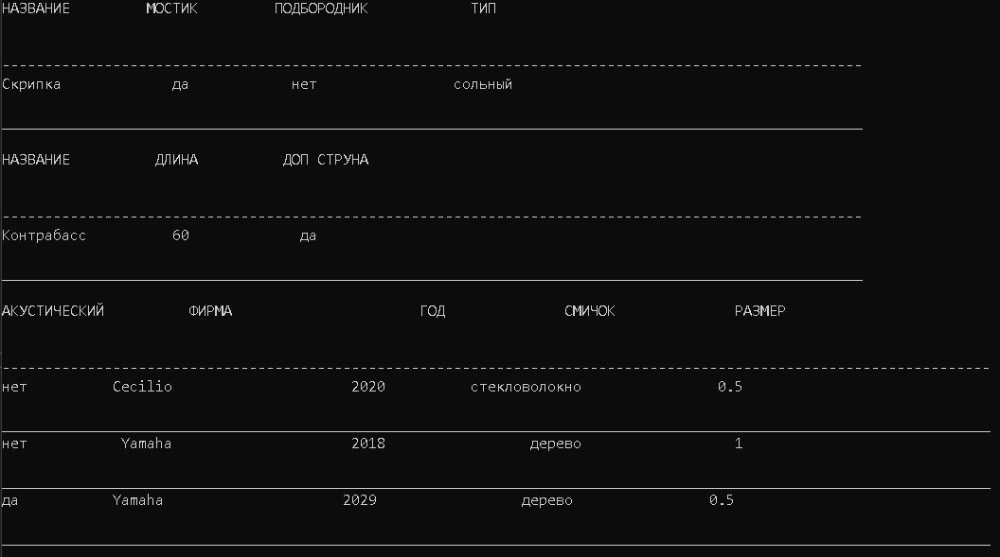 НАЗВАНИЕ МОСТИК ПОДБОРОДНИК ТИП
Скрипка да нет сольный
НАЗВАНИЕ ДЛИНА ДОП СТРУНА
Контрабасс 60 да
АКУСТИЧЕСКИЙ ФИРМА ГОД СМИЧОК РАЗМЕР
нет Cecilio 2020 стекловолокно 0.5
нет Yamaha 2018 дерево 1
да Yamaha 2029 дерево 0.5